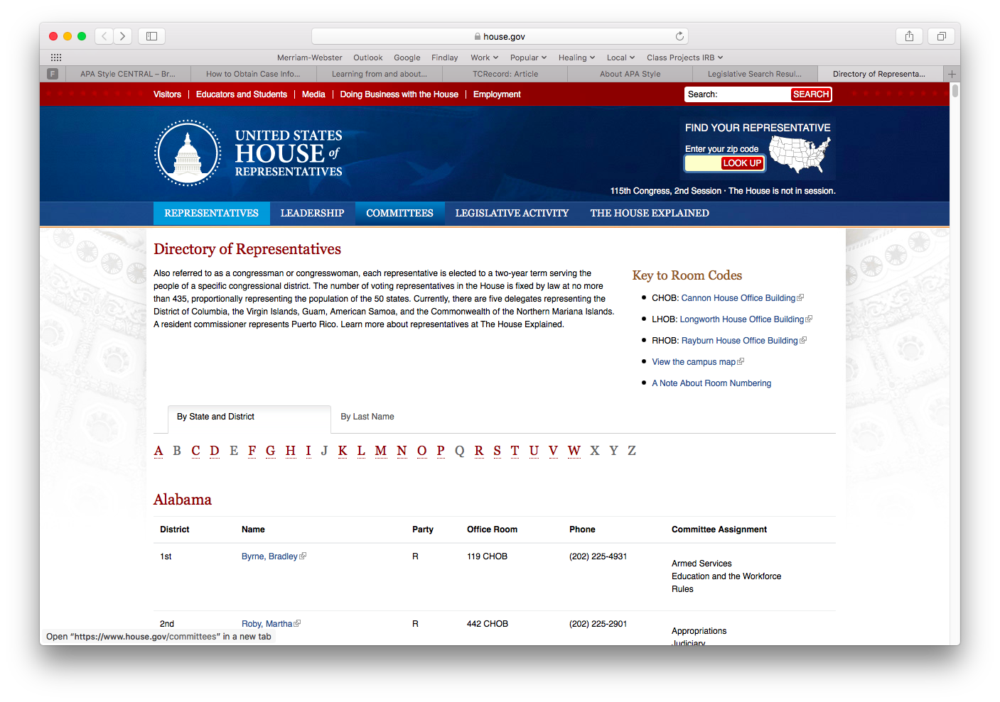 house.gov
Merriam-Webster Outlook Google Findlay Work Popular Healing Local Class Projects IRB
F APA Style CENTRAL – Br... How to Obtain Case Info... Learning from and about... TCRecord: Article About APA Style Legislative Search Resul... Directory of Representa... +
Visitors | Educators and Students | Media | Doing Business with the House | Employment Search: SEARCH
UNITED STATES
HOUSE of
REPRESENTATIVES
FIND YOUR REPRESENTATIVE
Enter your zip code
LOOK UP
115th Congress, 2nd Session · The House is not in session.
REPRESENTATIVES LEADERSHIP COMMITTEES LEGISLATIVE ACTIVITY THE HOUSE EXPLAINED
Directory of Representatives
Also referred to as a congressman or congresswoman, each representative is elected to a two-year term serving the
people of a specific congressional district. The number of voting representatives in the House is fixed by law at no more
than 435, proportionally representing the population of the 50 states. Currently, there are five delegates representing the
District of Columbia, the Virgin Islands, Guam, American Samoa, and the Commonwealth of the Northern Mariana Islands.
A resident commissioner represents Puerto Rico. Learn more about representatives at The House Explained.
Key to Room Codes
• CHOB: Cannon House Office Building
• LHOB: Longworth House Office Building
• RHOB: Rayburn House Office Building
• View the campus map
• A Note About Room Numbering
By State and District By Last Name
A B C D E F G H I J K L M N O P Q R S T U V W X Y Z
Alabama
District Name Party Office Room Phone Committee Assignment
1st Byrne, Bradley R 119 CHOB (202) 225-4931
Armed Services
Education and the Workforce
Rules
2nd Roby, Martha R 442 CHOB (202) 225-2901
Appropriations
Judiciary
Open “https://www.house.gov/committees” in a new tab